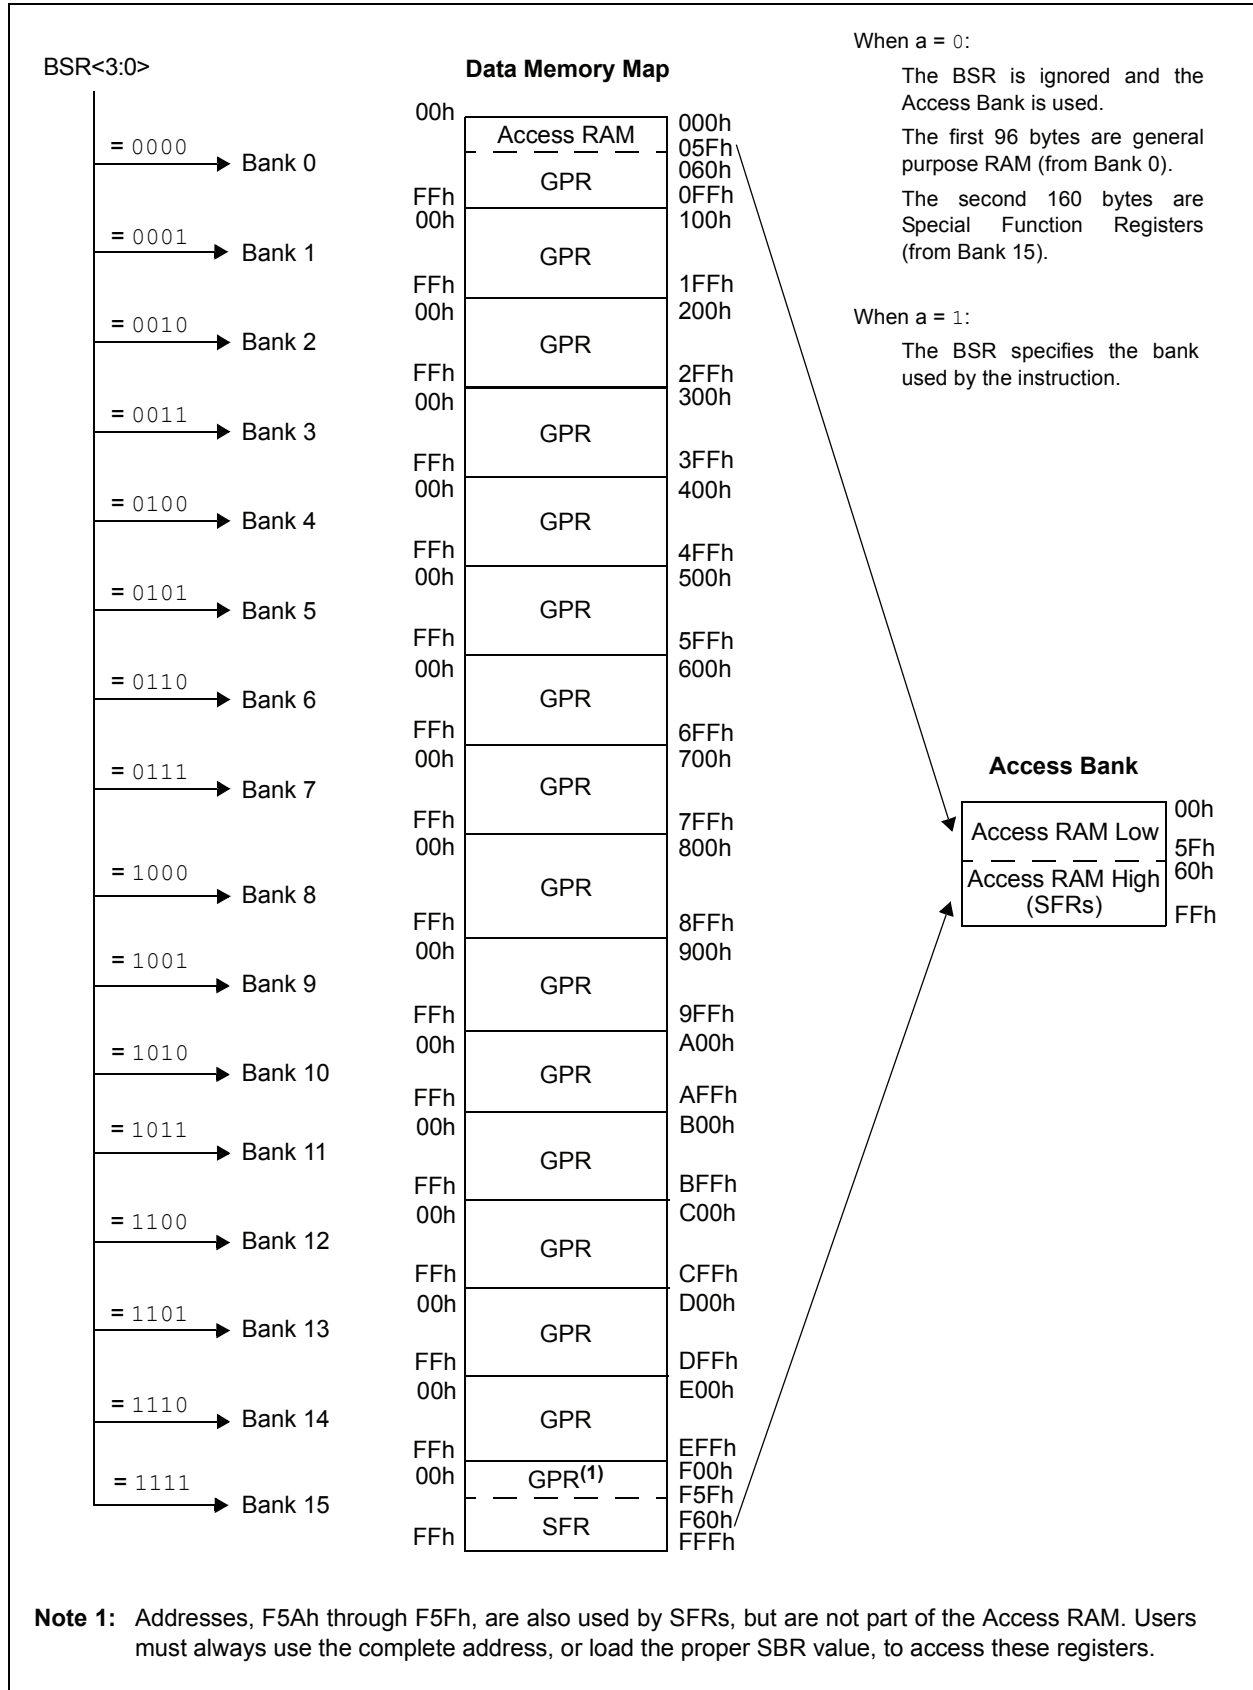 BSR<3:0>
Data Memory Map
When a = 0:
The BSR is ignored and the
Access Bank is used.
The first 96 bytes are general
purpose RAM (from Bank 0).
The second 160 bytes are
Special Function Registers
(from Bank 15).
When a = 1:
The BSR specifies the bank
used by the instruction.
= 0000
Bank 0
00h
Access RAM
000h
05Fh
GPR
060h
FFh
0FFh
= 0001
Bank 1
00h
GPR
100h
FFh
1FFh
= 0010
Bank 2
00h
GPR
200h
FFh
2FFh
= 0011
Bank 3
00h
GPR
300h
FFh
3FFh
= 0100
Bank 4
00h
GPR
400h
FFh
4FFh
= 0101
Bank 5
00h
GPR
500h
FFh
5FFh
= 0110
Bank 6
00h
GPR
600h
FFh
6FFh
= 0111
Bank 7
00h
GPR
700h
FFh
7FFh
= 1000
Bank 8
00h
GPR
800h
FFh
8FFh
= 1001
Bank 9
00h
GPR
900h
FFh
9FFh
= 1010
Bank 10
00h
GPR
A00h
FFh
AFFh
= 1011
Bank 11
00h
GPR
B00h
FFh
BFFh
= 1100
Bank 12
00h
GPR
C00h
FFh
CFFh
= 1101
Bank 13
00h
GPR
D00h
FFh
DFFh
= 1110
Bank 14
00h
GPR
E00h
FFh
EFFh
= 1111
Bank 15
00h
GPR(1)
F00h
F5Fh
SFR
F60h
FFh
FFFh
Access Bank
Access RAM Low
00h
5Fh
Access RAM High
(SFRs)
60h
FFh
Note 1: Addresses, F5Ah through F5Fh, are also used by SFRs, but are not part of the Access RAM. Users
must always use the complete address, or load the proper SBR value, to access these registers.